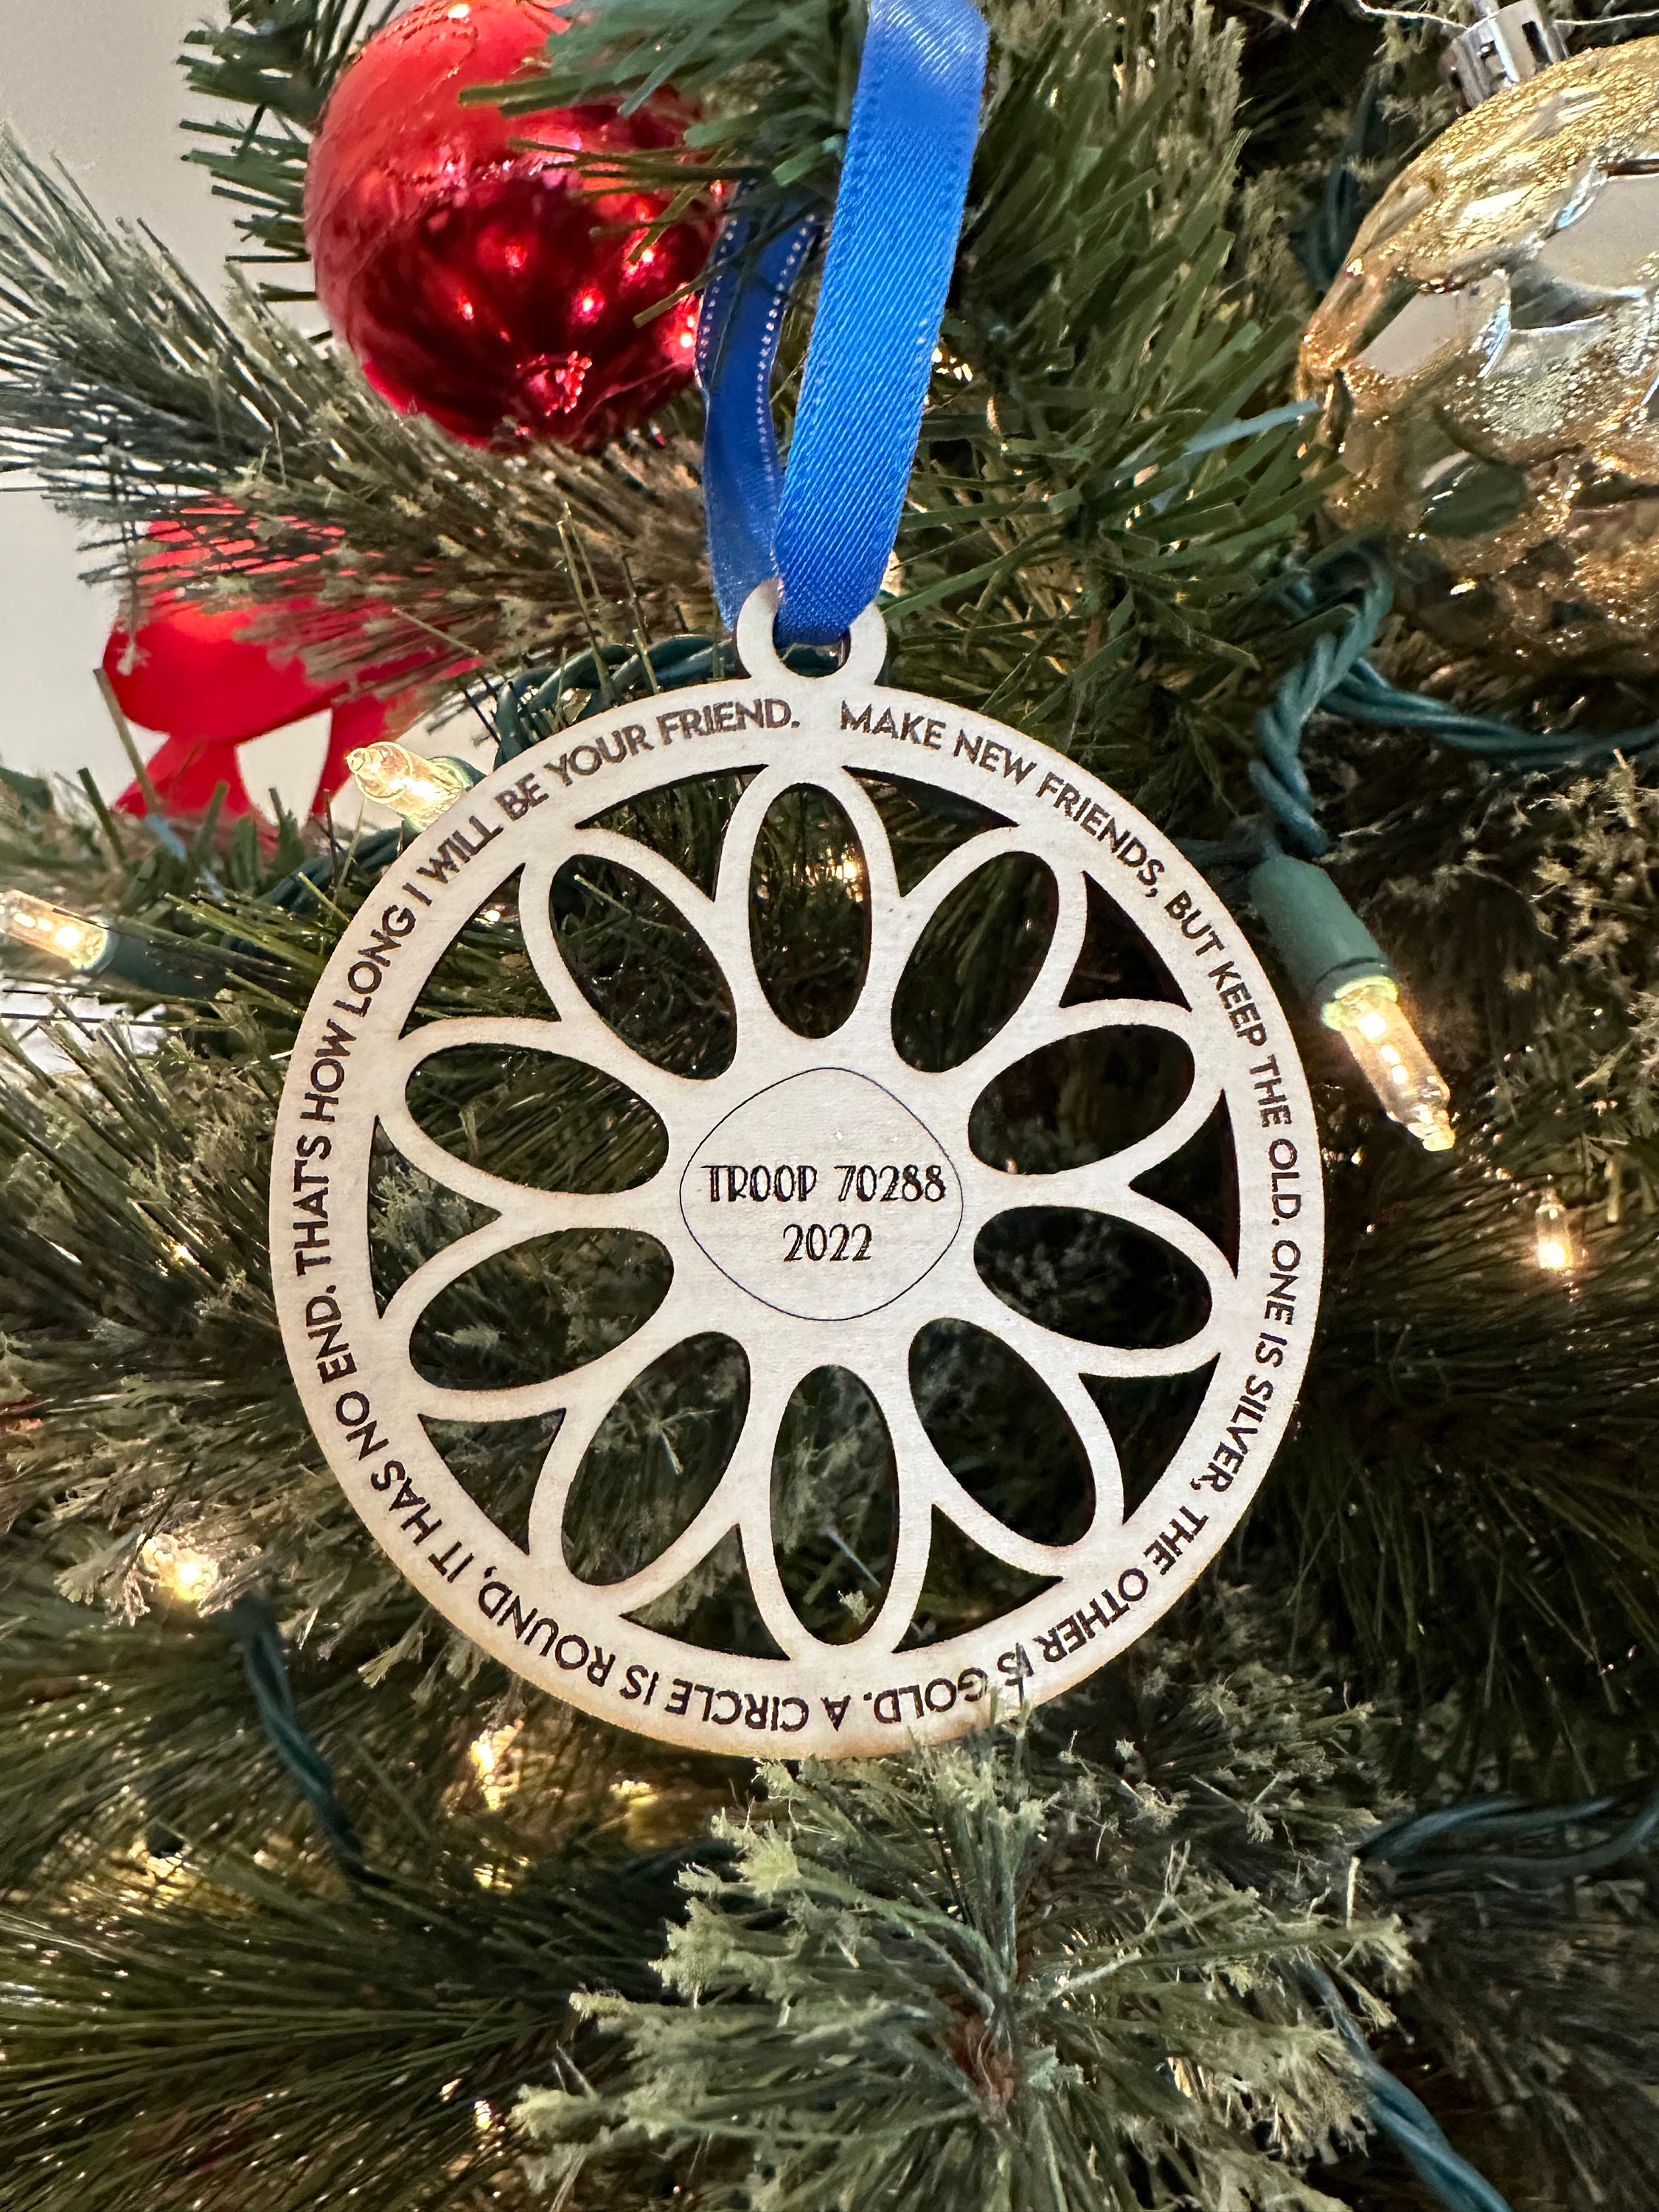 MAKE NEW FRIENDS, BUT KEEP THE OLD. ONE IS SILVER, THE OTHER IS GOLD. A CIRCLE IS ROUND, IT HAS NO END. THAT'S HOW LONG I WILL BE YOUR FRIEND.
TROOP 70288
2022